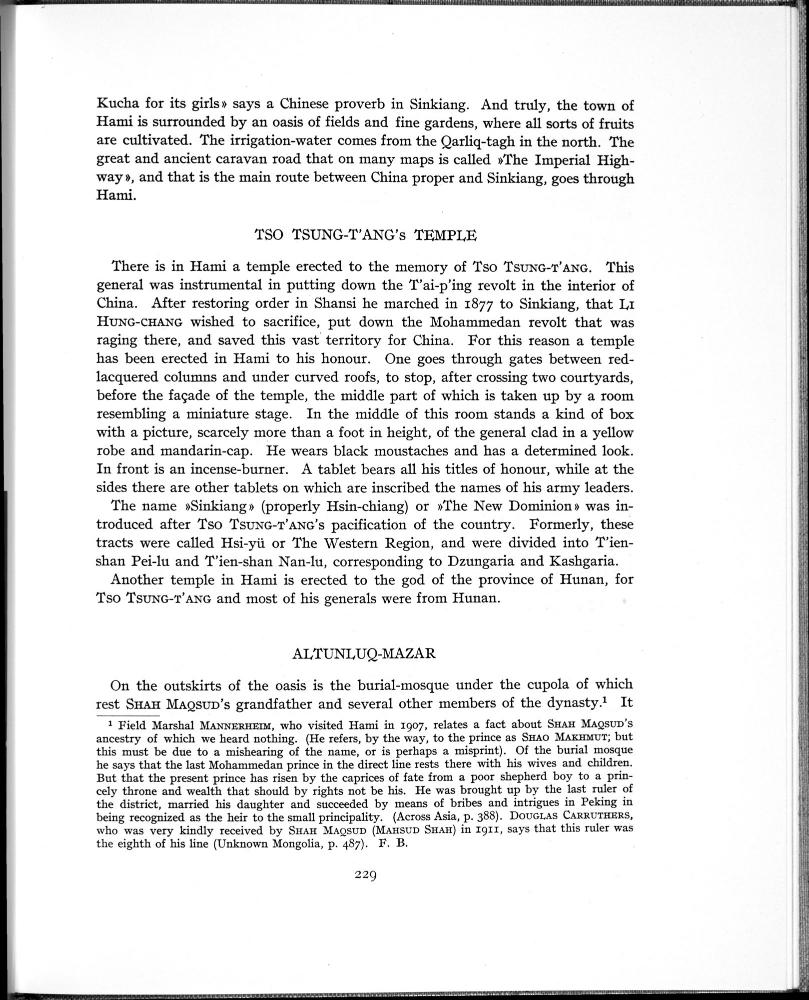 Kucha for its girls» says a Chinese proverb in Sinkiang. And truly, the town of
Hami is surrounded by an oasis of fields and fine gardens, where all sorts of fruits
are cultivated. The irrigation-water comes from the Qarliq-tagh in the north. The
great and ancient caravan road that on many maps is called »The Imperial High-
way», and that is the main route between China proper and Sinkiang, goes through
Hami.
TSO TSUNG-T'ANG's TEMPLE
There is in Hami a temple erected to the memory of TSO TSUNG-T'ANG. This
general was instrumental in putting down the T'ai-p'ing revolt in the interior of
China. After restoring order in Shansi he marched in 1877 to Sinkiang, that LI
HUNG-CHANG wished to sacrifice, put down the Mohammedan revolt that was
raging there, and saved this vast territory for China. For this reason a temple
has been erected in Hami to his honour. One goes through gates between red-
lacquered columns and under curved roofs, to stop, after crossing two courtyards,
before the façade of the temple, the middle part of which is taken up by a room
resembling a miniature stage. In the middle of this room stands a kind of box
with a picture, scarcely more than a foot in height, of the general clad in a yellow
robe and mandarin-cap. He wears black moustaches and has a determined look.
In front is an incense-burner. A tablet bears all his titles of honour, while at the
sides there are other tablets on which are inscribed the names of his army leaders.
The name »Sinkiang» (properly Hsin-chiang) or »The New Dominion» was in-
troduced after TSO TSUNG-T'ANG's pacification of the country. Formerly, these
tracts were called Hsi-yü or The Western Region, and were divided into T'ien-
shan Pei-lu and T'ien-shan Nan-lu, corresponding to Dzungaria and Kashgaria.
Another temple in Hami is erected to the god of the province of Hunan, for
TSO TSUNG-T'ANG and most of his generals were from Hunan.
ALTUNLUQ-MAZAR
On the outskirts of the oasis is the burial-mosque under the cupola of which
rest SHAH MAQSUD's grandfather and several other members of the dynasty.¹ It
¹ Field Marshal MANNERHEIM, who visited Hami in 1907, relates a fact about SHAH MAQSUD's
ancestry of which we heard nothing. (He refers, by the way, to the prince as SHAO MAKHMUT; but
this must be due to a mishearing of the name, or is perhaps a misprint). Of the burial mosque
he says that the last Mohammedan prince in the direct line rests there with his wives and children.
But that the present prince has risen by the caprices of fate from a poor shepherd boy to a prin-
cely throne and wealth that should by rights not be his. He was brought up by the last ruler of
the district, married his daughter and succeeded by means of bribes and intrigues in Peking in
being recognized as the heir to the small principality. (Across Asia, p. 388). DOUGLAS CARRUTHERS,
who was very kindly received by SHAH MAQSUD (MAHSUD SHAH) in 1911, says that this ruler was
the eighth of his line (Unknown Mongolia, p. 487). F. B.
229